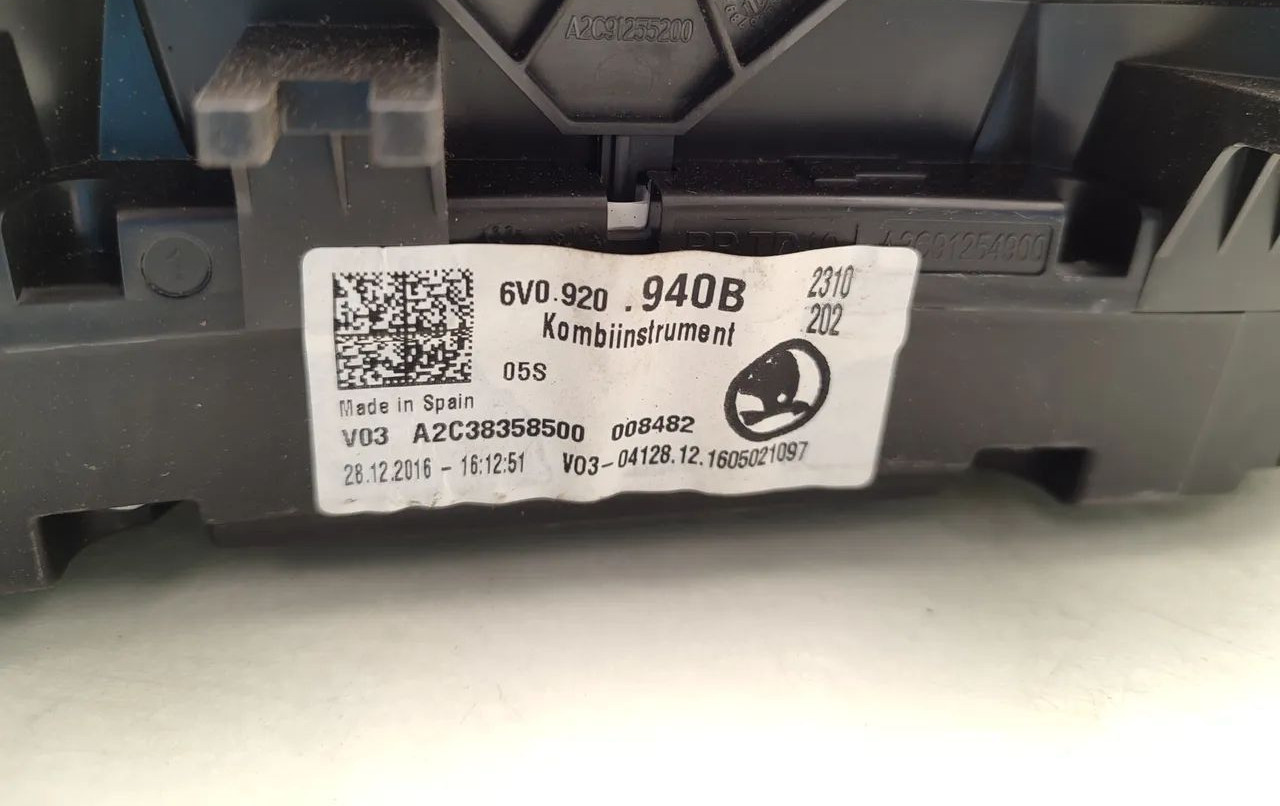 A2C91255200
1
A2C91254900
6V0.920 .940B
2310
Kombiinstrument
202
05S
Made in Spain
V03 A2C38358500 008482
28.12.2016 - 16:12:51 V03-04128.12.1605021097